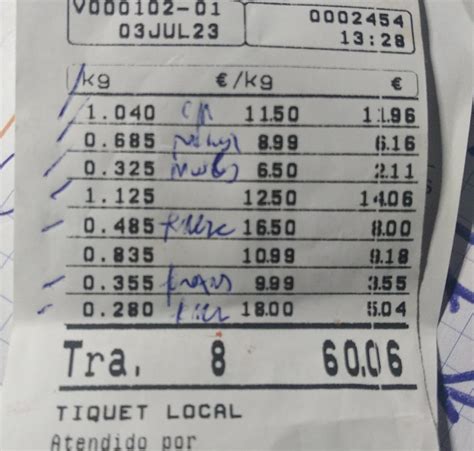 V000102-01 0002454
03JUL23 13:28
kg €/kg €
1.040 11.50 11.96
0.685 8.99 6.16
0.325 6.50 2.11
1.125 12.50 14.06
0.485 16.50 8.00
0.835 10.99 9.18
0.355 9.99 3.55
0.280 18.00 5.04
Tra. 8 60.06
TIQUET LOCAL
Atendido por